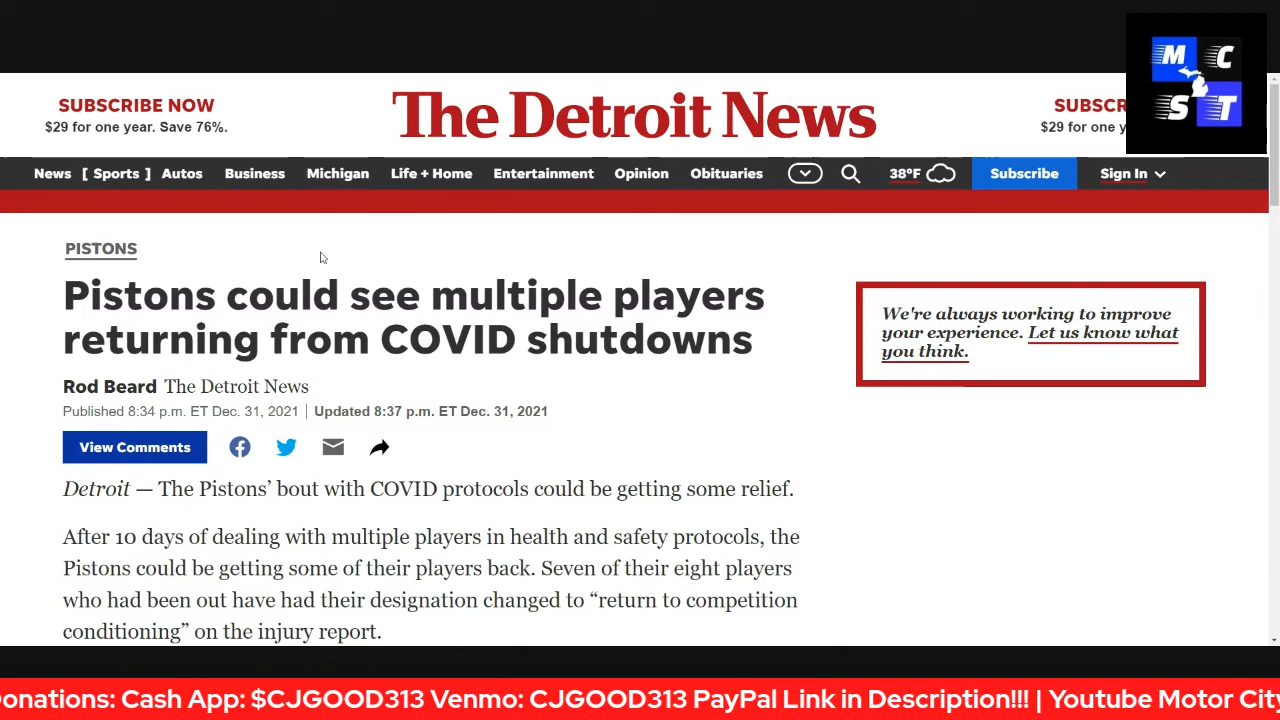 M C
S T
SUBSCRIBE NOW
$29 for one year. Save 76%.
The Detroit News
SUBSCR
$29 for one y
News [ Sports ] Autos Business Michigan Life + Home Entertainment Opinion Obituaries 38°F Subscribe Sign In
PISTONS
Pistons could see multiple players
returning from COVID shutdowns
We're always working to improve
your experience. Let us know what
you think.
Rod Beard The Detroit News
Published 8:34 p.m. ET Dec. 31, 2021 | Updated 8:37 p.m. ET Dec. 31, 2021
View Comments
Detroit — The Pistons’ bout with COVID protocols could be getting some relief.
After 10 days of dealing with multiple players in health and safety protocols, the
Pistons could be getting some of their players back. Seven of their eight players
who had been out have had their designation changed to “return to competition
conditioning” on the injury report.
onations: Cash App: $CJGOOD313 Venmo: CJGOOD313 PayPal Link in Description!!! | Youtube Motor City